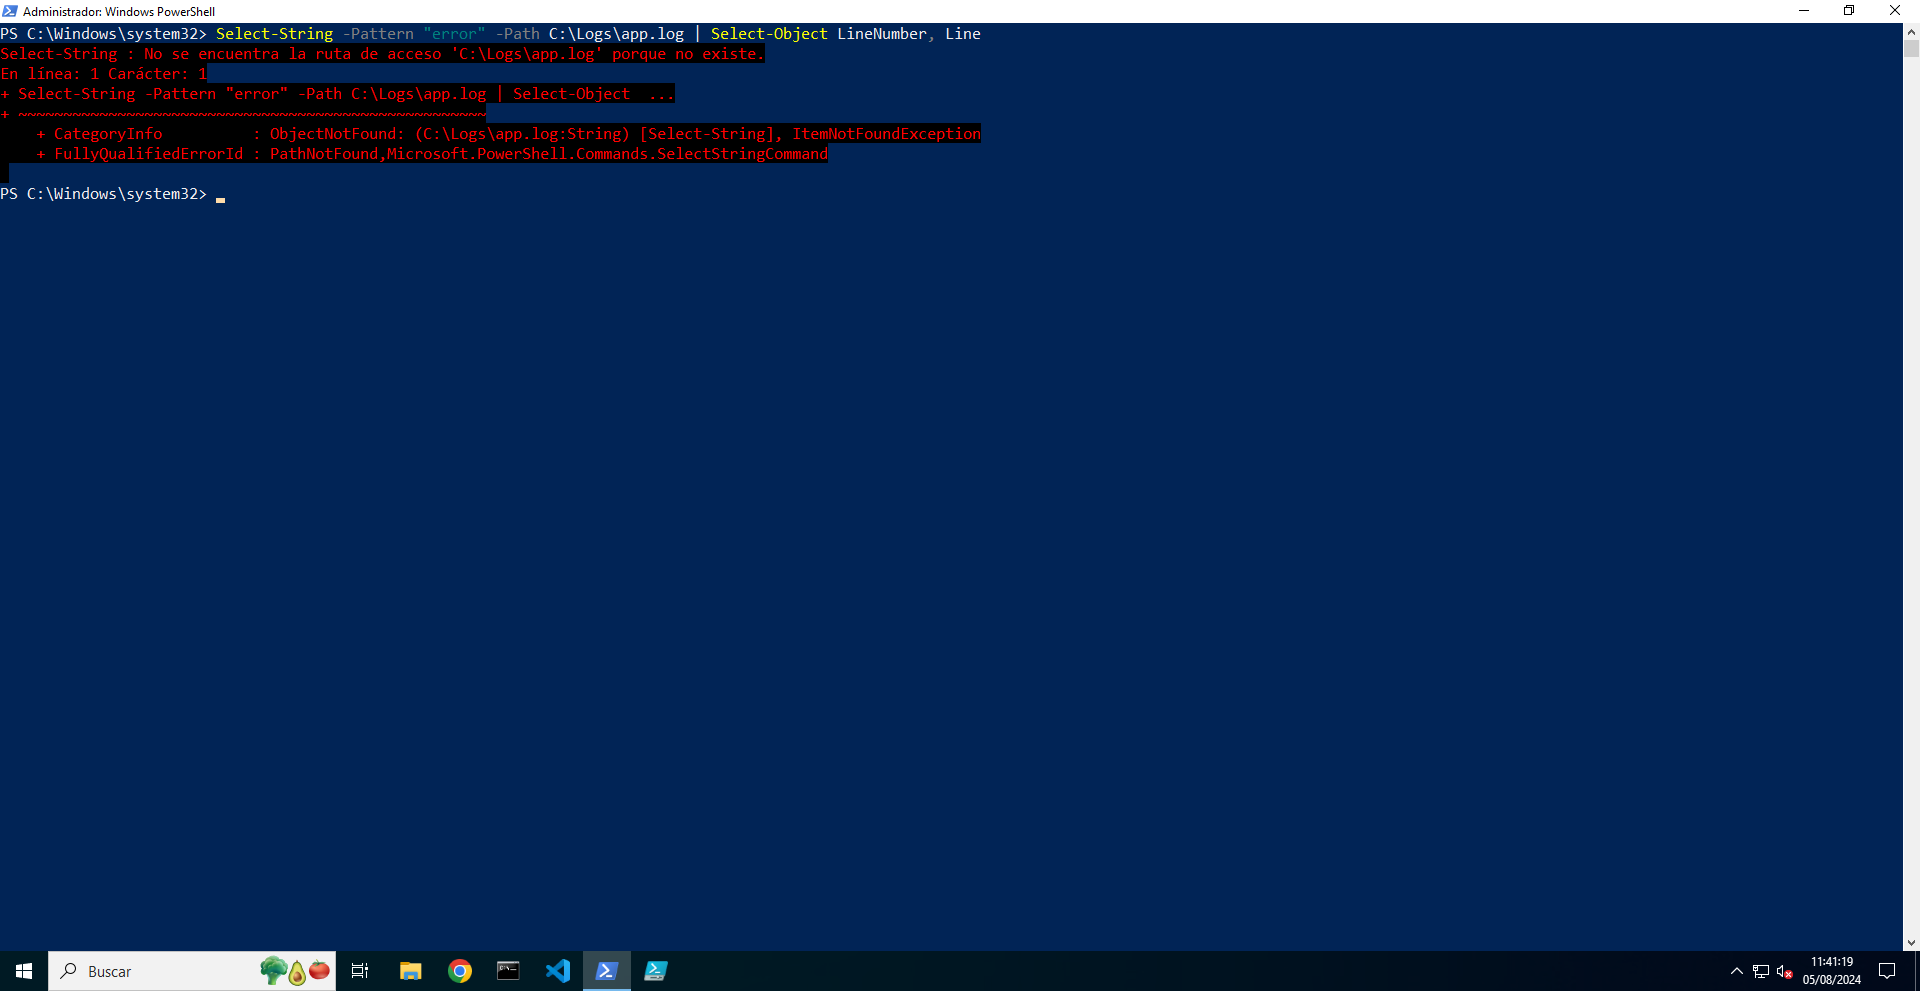 Administrador: Windows PowerShell
PS C:\Windows\system32> Select-String -Pattern "error" -Path C:\Logs\app.log | Select-Object LineNumber, Line
Select-String : No se encuentra la ruta de acceso 'C:\Logs\app.log' porque no existe.
En línea: 1 Carácter: 1
+ Select-String -Pattern "error" -Path C:\Logs\app.log | Select-Object  ...
+ ~~~~~~~~~~~~~~~~~~~~~~~~~~~~~~~~~~~~~~~~~~~~~~~~~~~~
    + CategoryInfo          : ObjectNotFound: (C:\Logs\app.log:String) [Select-String], ItemNotFoundException
    + FullyQualifiedErrorId : PathNotFound,Microsoft.PowerShell.Commands.SelectStringCommand
PS C:\Windows\system32>
Buscar
11:41:19
05/08/2024